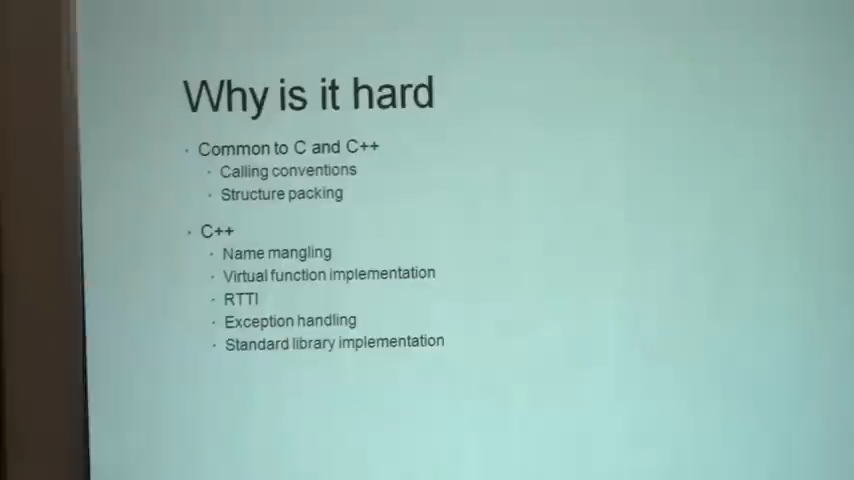 Why is it hard
· Common to C and C++
· Calling conventions
· Structure packing
· C++
· Name mangling
· Virtual function implementation
· RTTI
· Exception handling
· Standard library implementation